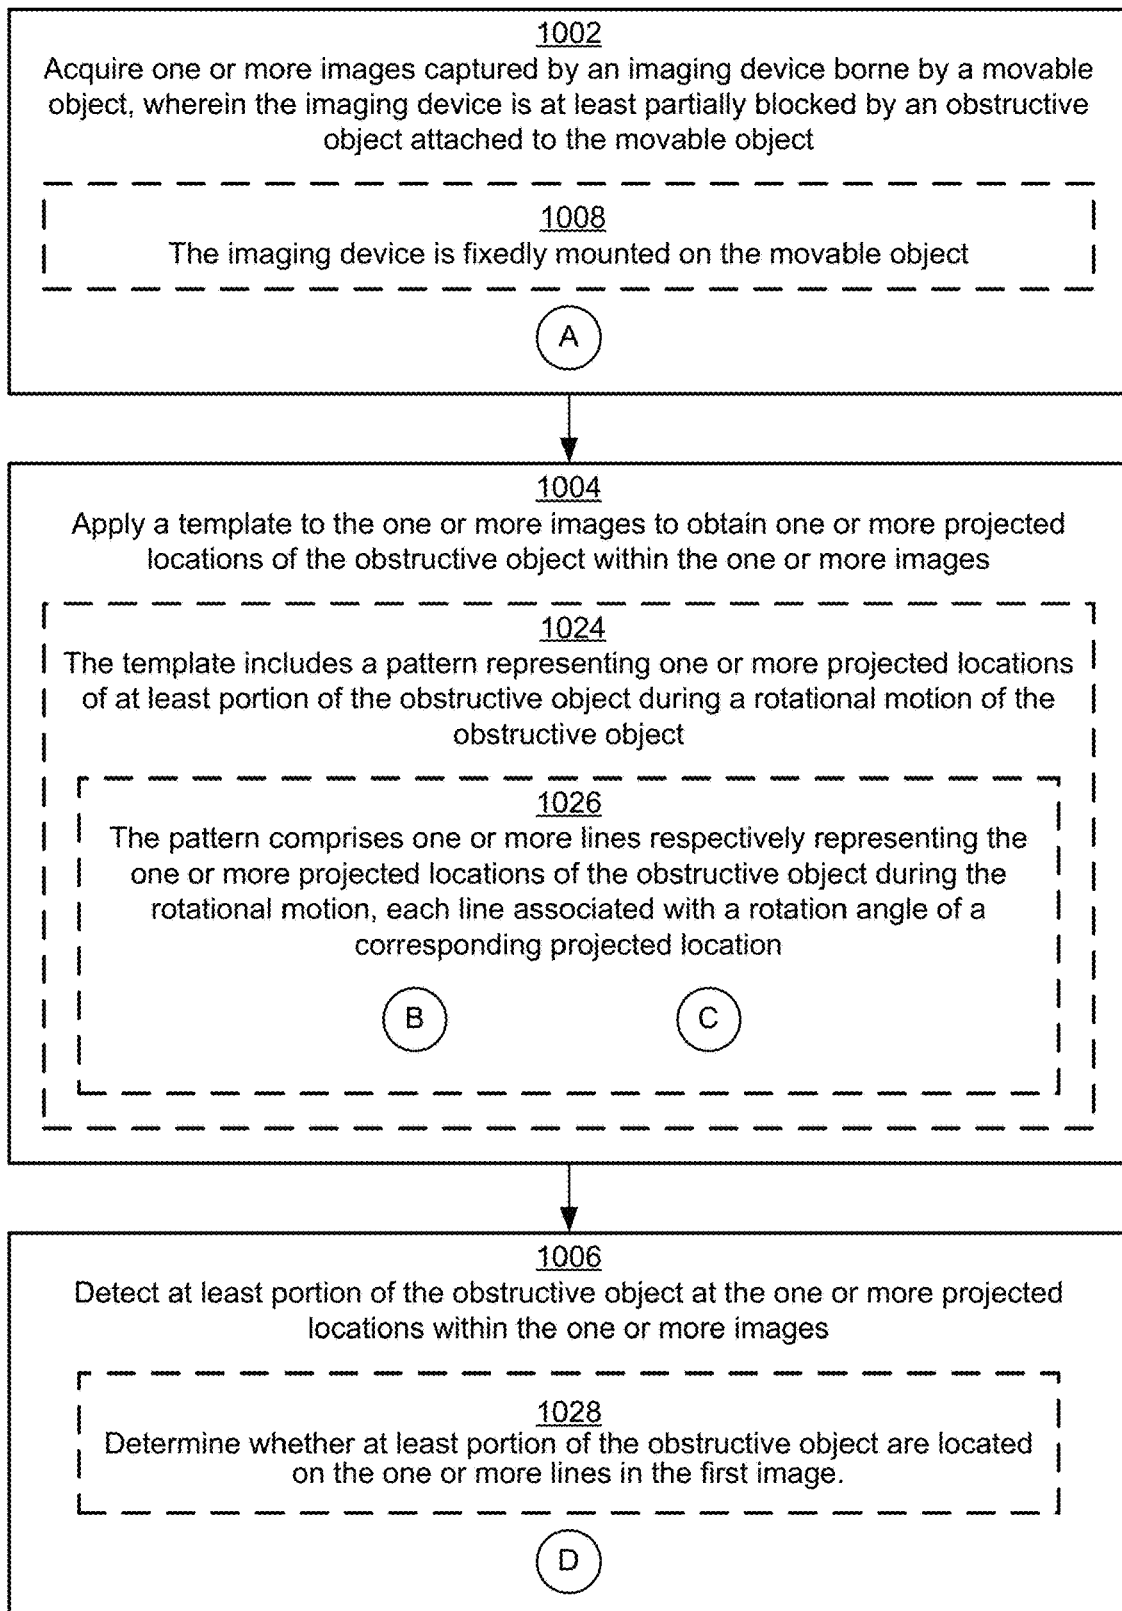 1002
Acquire one or more images captured by an imaging device borne by a movable
object, wherein the imaging device is at least partially blocked by an obstructive
object attached to the movable object
1008
The imaging device is fixedly mounted on the movable object
A
1004
Apply a template to the one or more images to obtain one or more projected
locations of the obstructive object within the one or more images
1024
The template includes a pattern representing one or more projected locations
of at least portion of the obstructive object during a rotational motion of the
obstructive object
1026
The pattern comprises one or more lines respectively representing the
one or more projected locations of the obstructive object during the
rotational motion, each line associated with a rotation angle of a
corresponding projected location
B C
1006
Detect at least portion of the obstructive object at the one or more projected
locations within the one or more images
1028
Determine whether at least portion of the obstructive object are located
on the one or more lines in the first image.
D